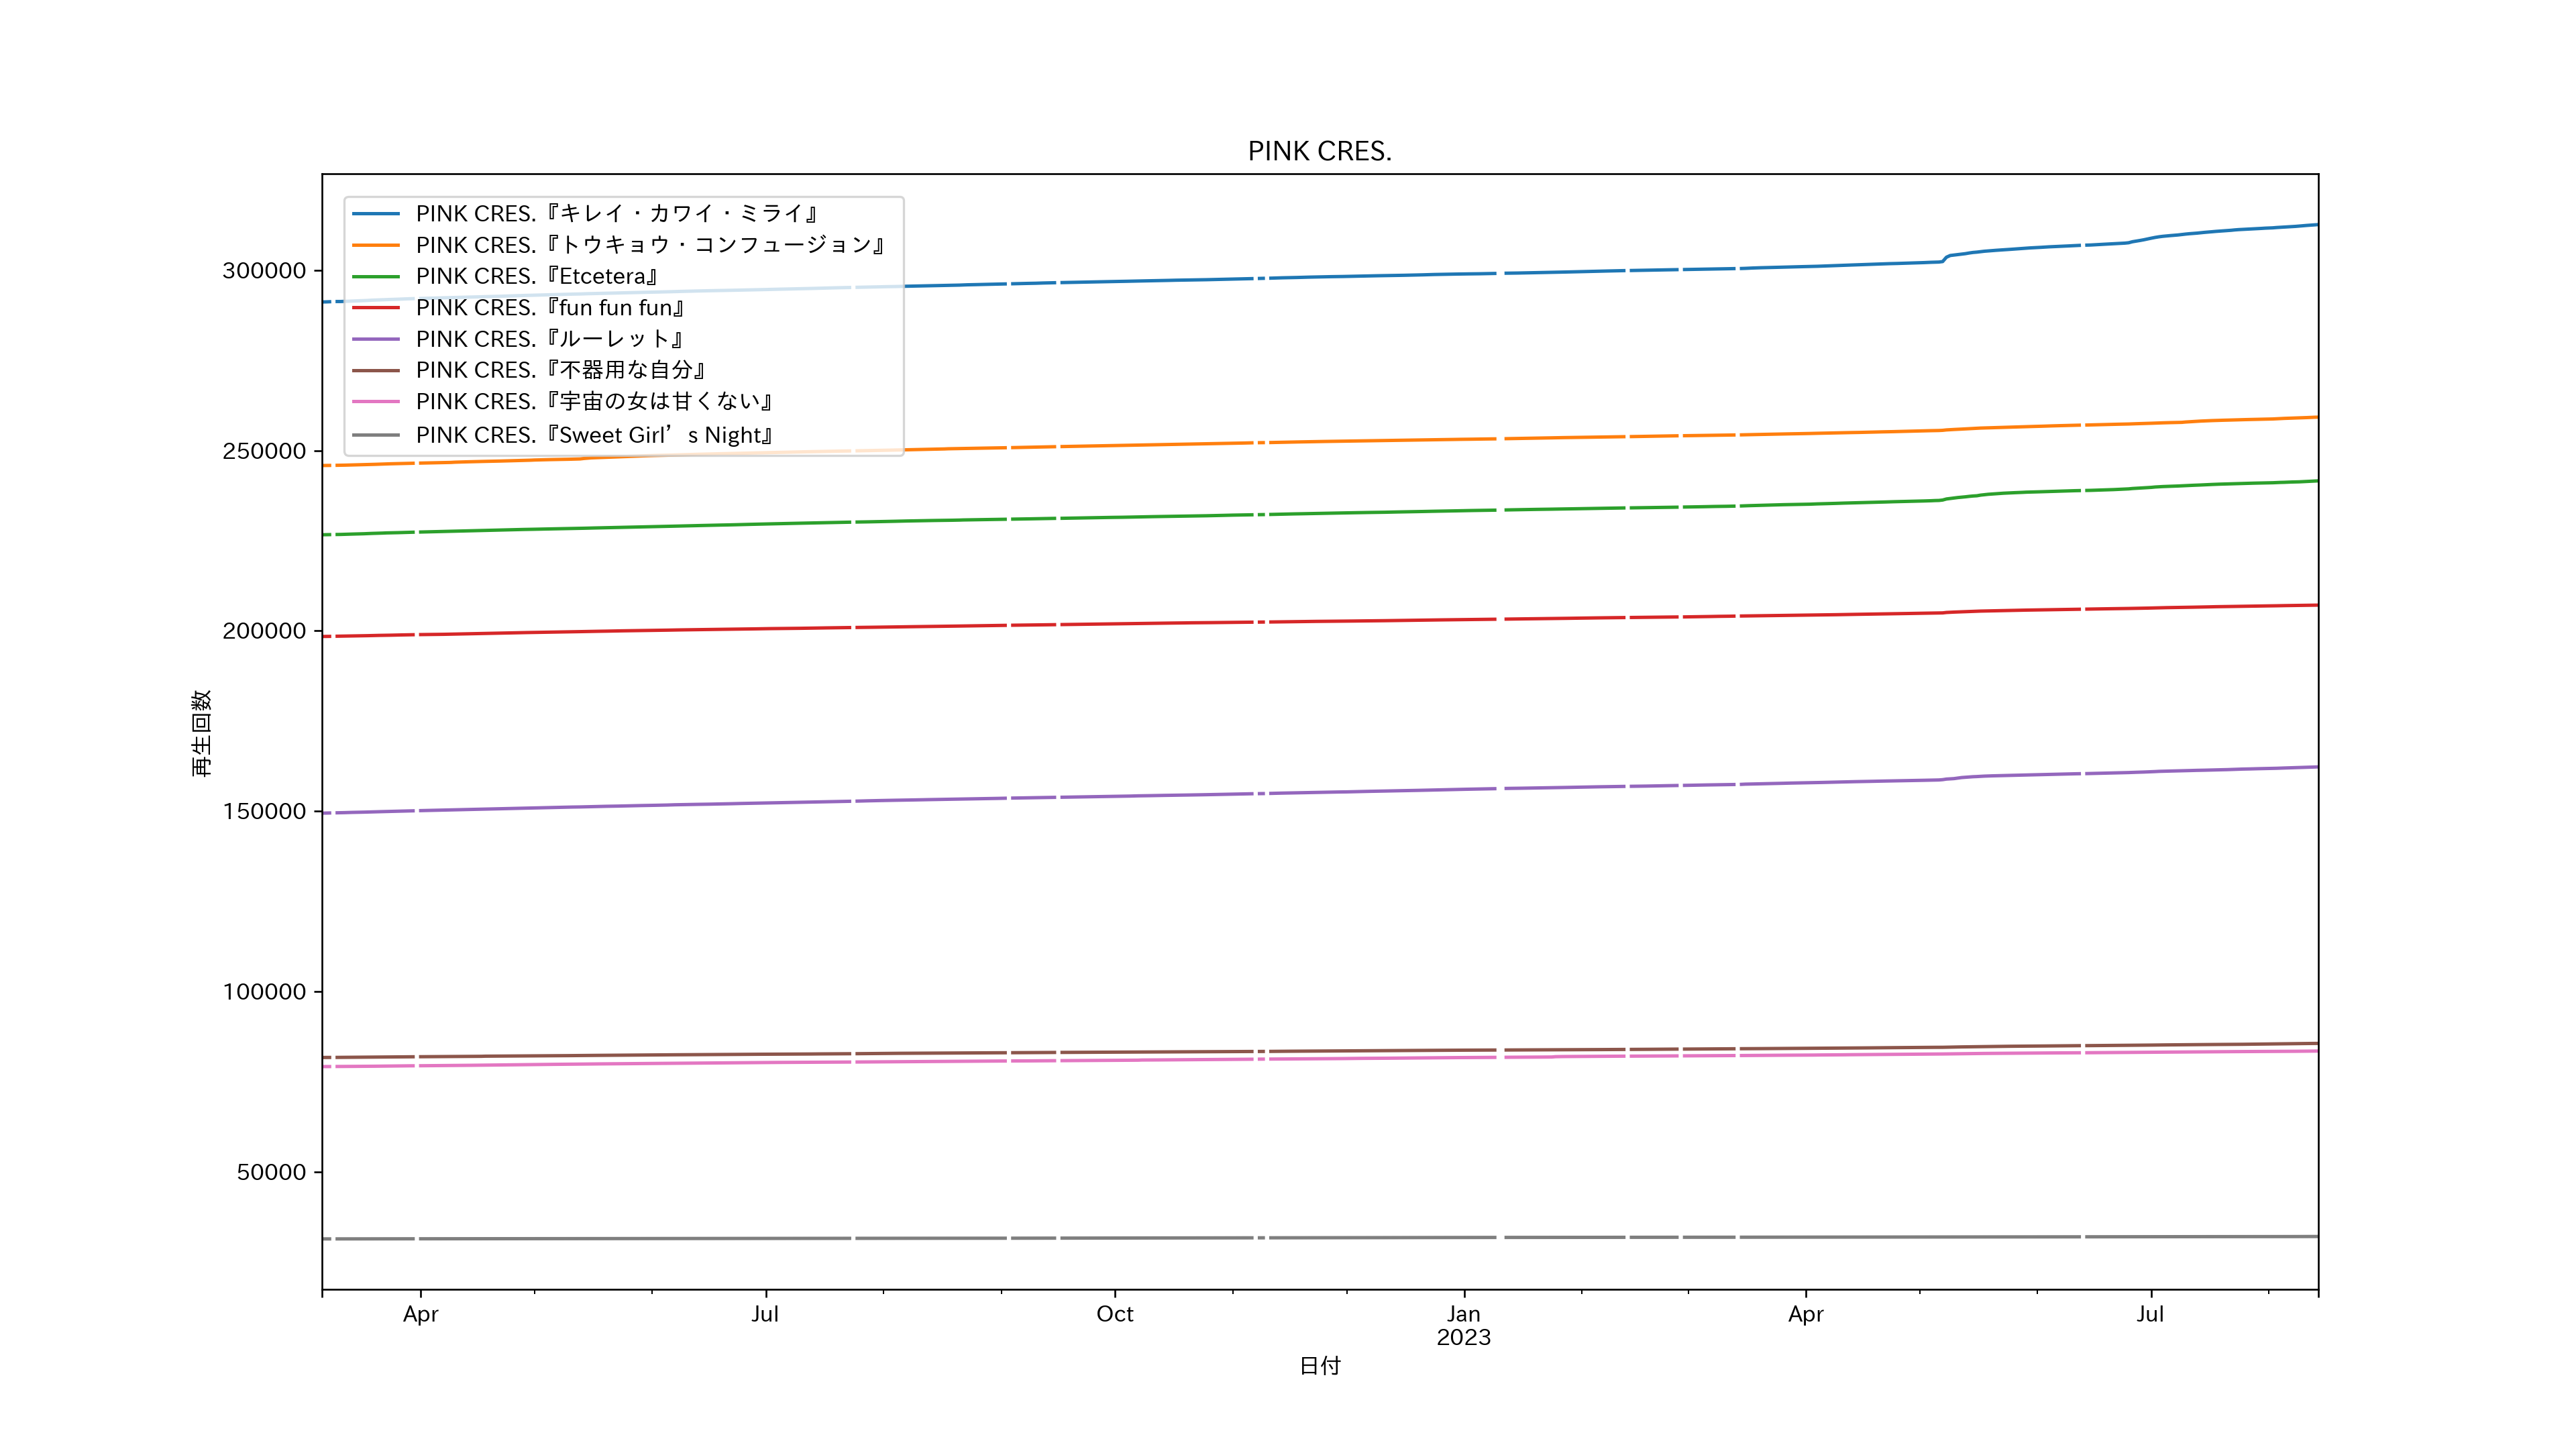 PINK CRES.
PINK CRES.『キレイ・カワイ・ミライ』
PINK CRES.『トウキョウ・コンフュージョン』
PINK CRES.『Etcetera』
PINK CRES.『fun fun fun』
PINK CRES.『ルーレット』
PINK CRES.『不器用な自分』
PINK CRES.『宇宙の女は甘くない』
PINK CRES.『Sweet Girl’s Night』
300000
250000
200000
150000
100000
50000
再生回数
Apr Jul Oct Jan Apr Jul
2023
日付